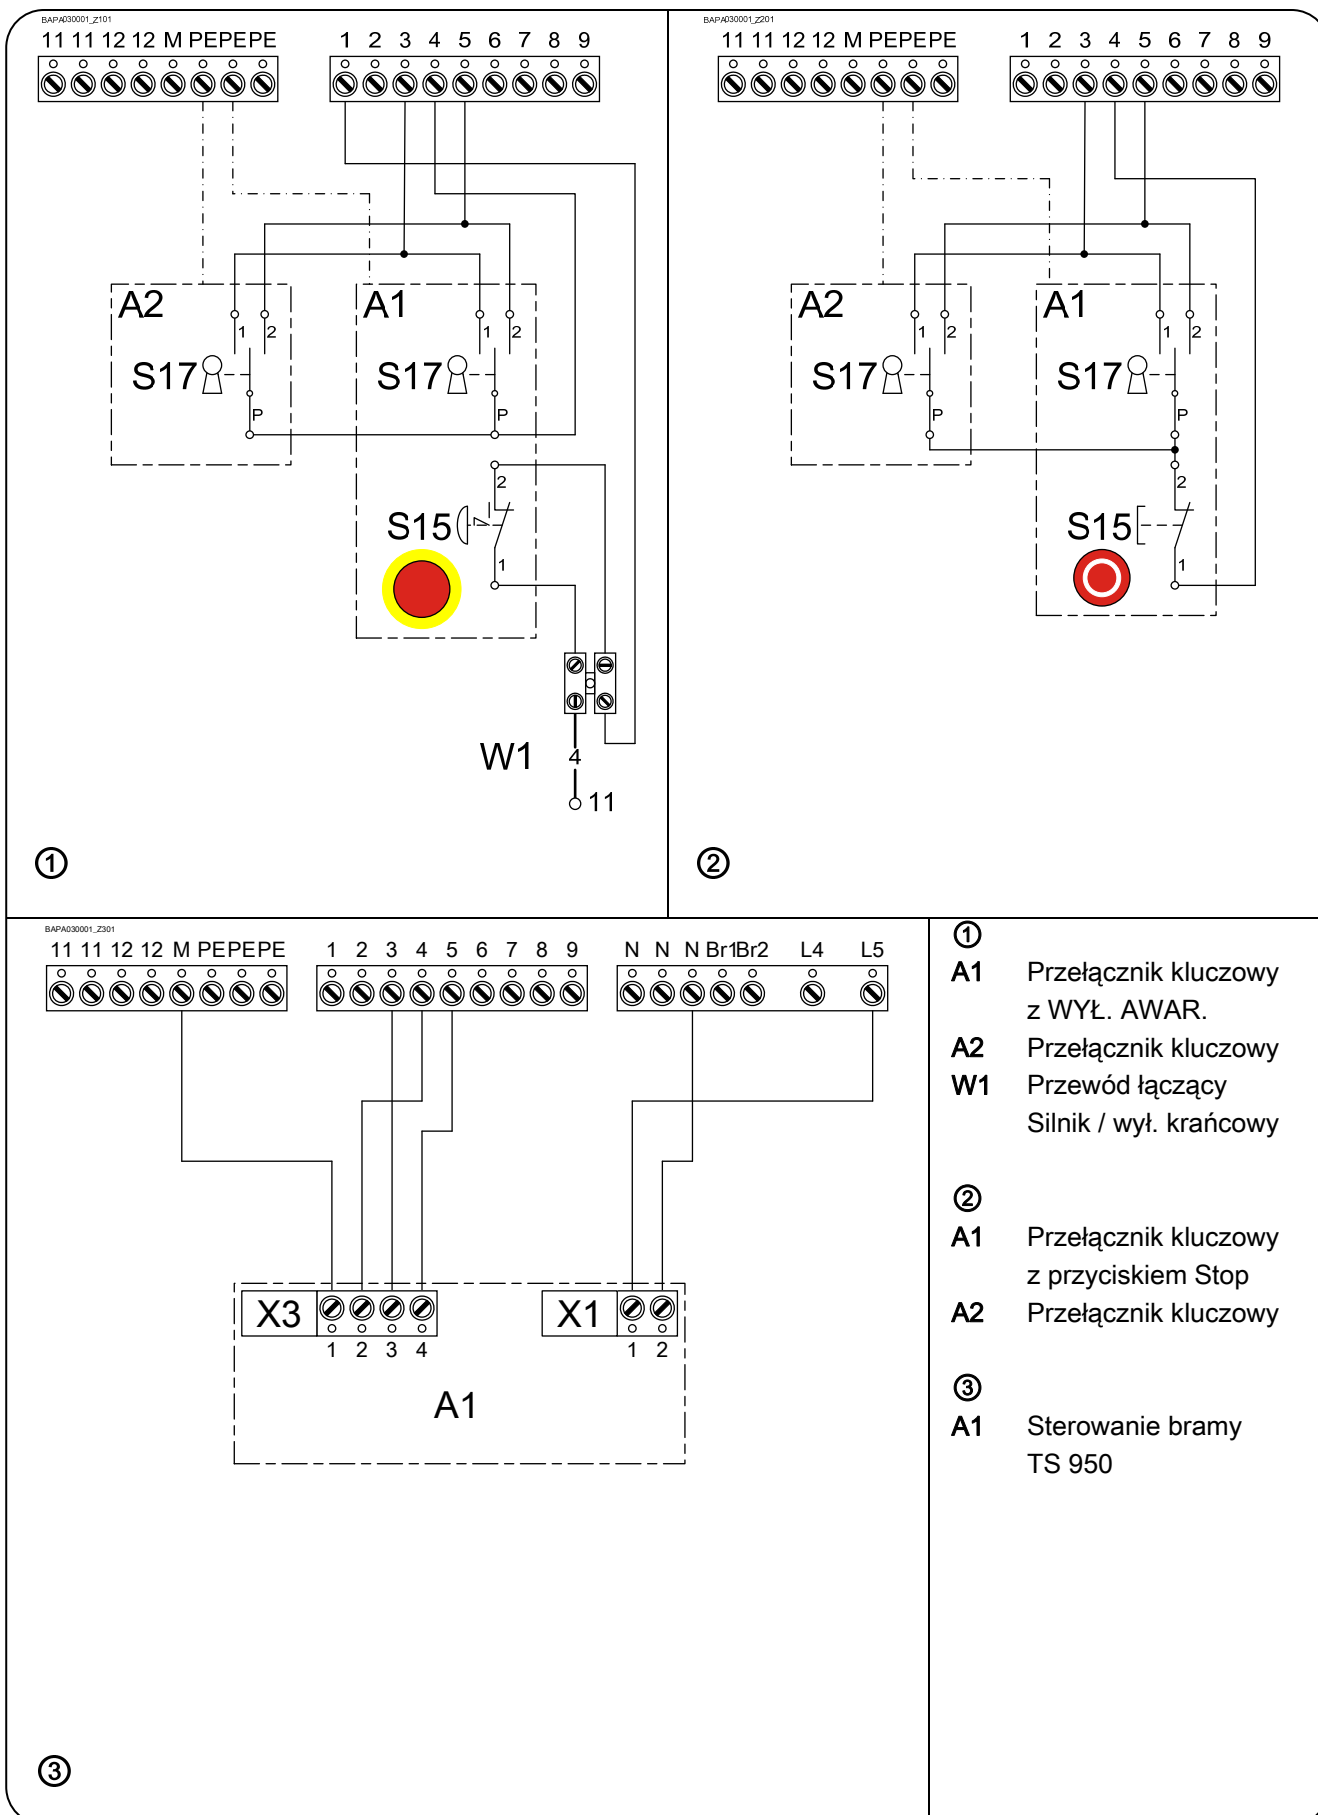 BAPA030001_Z101
11 11 12 12 M PE PE PE
1 2 3 4 5 6 7 8 9
A2
A1
1 2
1 2
S17
S17
P
P
2
S15
1
W1
4
11
①
BAPA030001_Z201
11 11 12 12 M PE PE PE
1 2 3 4 5 6 7 8 9
A2
A1
1 2
1 2
S17
S17
P
P
2
S15
1
②
BAPA030001_Z301
11 11 12 12 M PE PE PE
1 2 3 4 5 6 7 8 9
N N N Br1 Br2 L4 L5
X3
X1
1 2 3 4
1 2
A1
③
①
A1 Przełącznik kluczowy
z WYŁ. AWAR.
A2 Przełącznik kluczowy
W1 Przewód łączący
Silnik / wył. krańcowy
②
A1 Przełącznik kluczowy
z przyciskiem Stop
A2 Przełącznik kluczowy
③
A1 Sterowanie bramy
TS 950